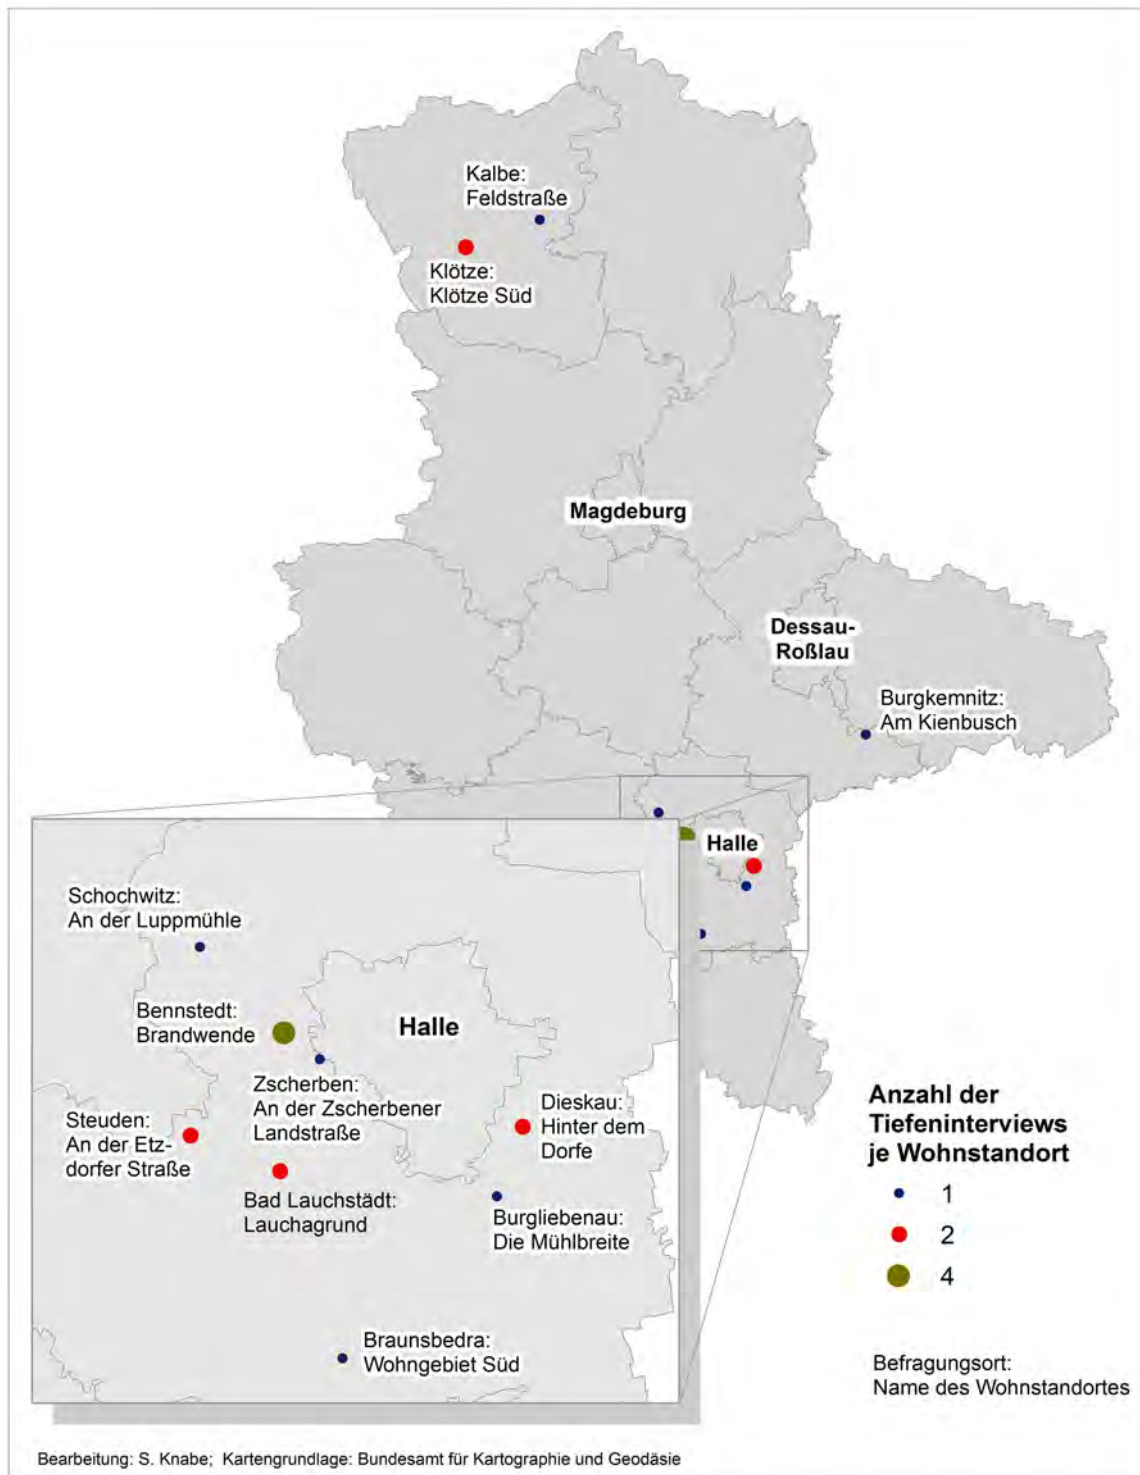 Kalbe:
Feldstraße
Klötze:
Klötze Süd
Magdeburg
Dessau-
Roßlau
Burgkemnitz:
Am Kienbusch
Halle
Schochwitz:
An der Luppmühle
Bennstedt:
Brandwende
Halle
Zscherben:
An der Zscherbener
Landstraße
Steuden:
An der Etz-
dorfer Straße
Dieskau:
Hinter dem
Dorfe
Bad Lauchstädt:
Lauchagrund
Burgliebenau:
Die Mühlbreite
Braunsbedra:
Wohngebiet Süd
Anzahl der
Tiefeninterviews
je Wohnstandort
1
2
4
Befragungsort:
Name des Wohnstandortes
Bearbeitung: S. Knabe; Kartengrundlage: Bundesamt für Kartographie und Geodäsie